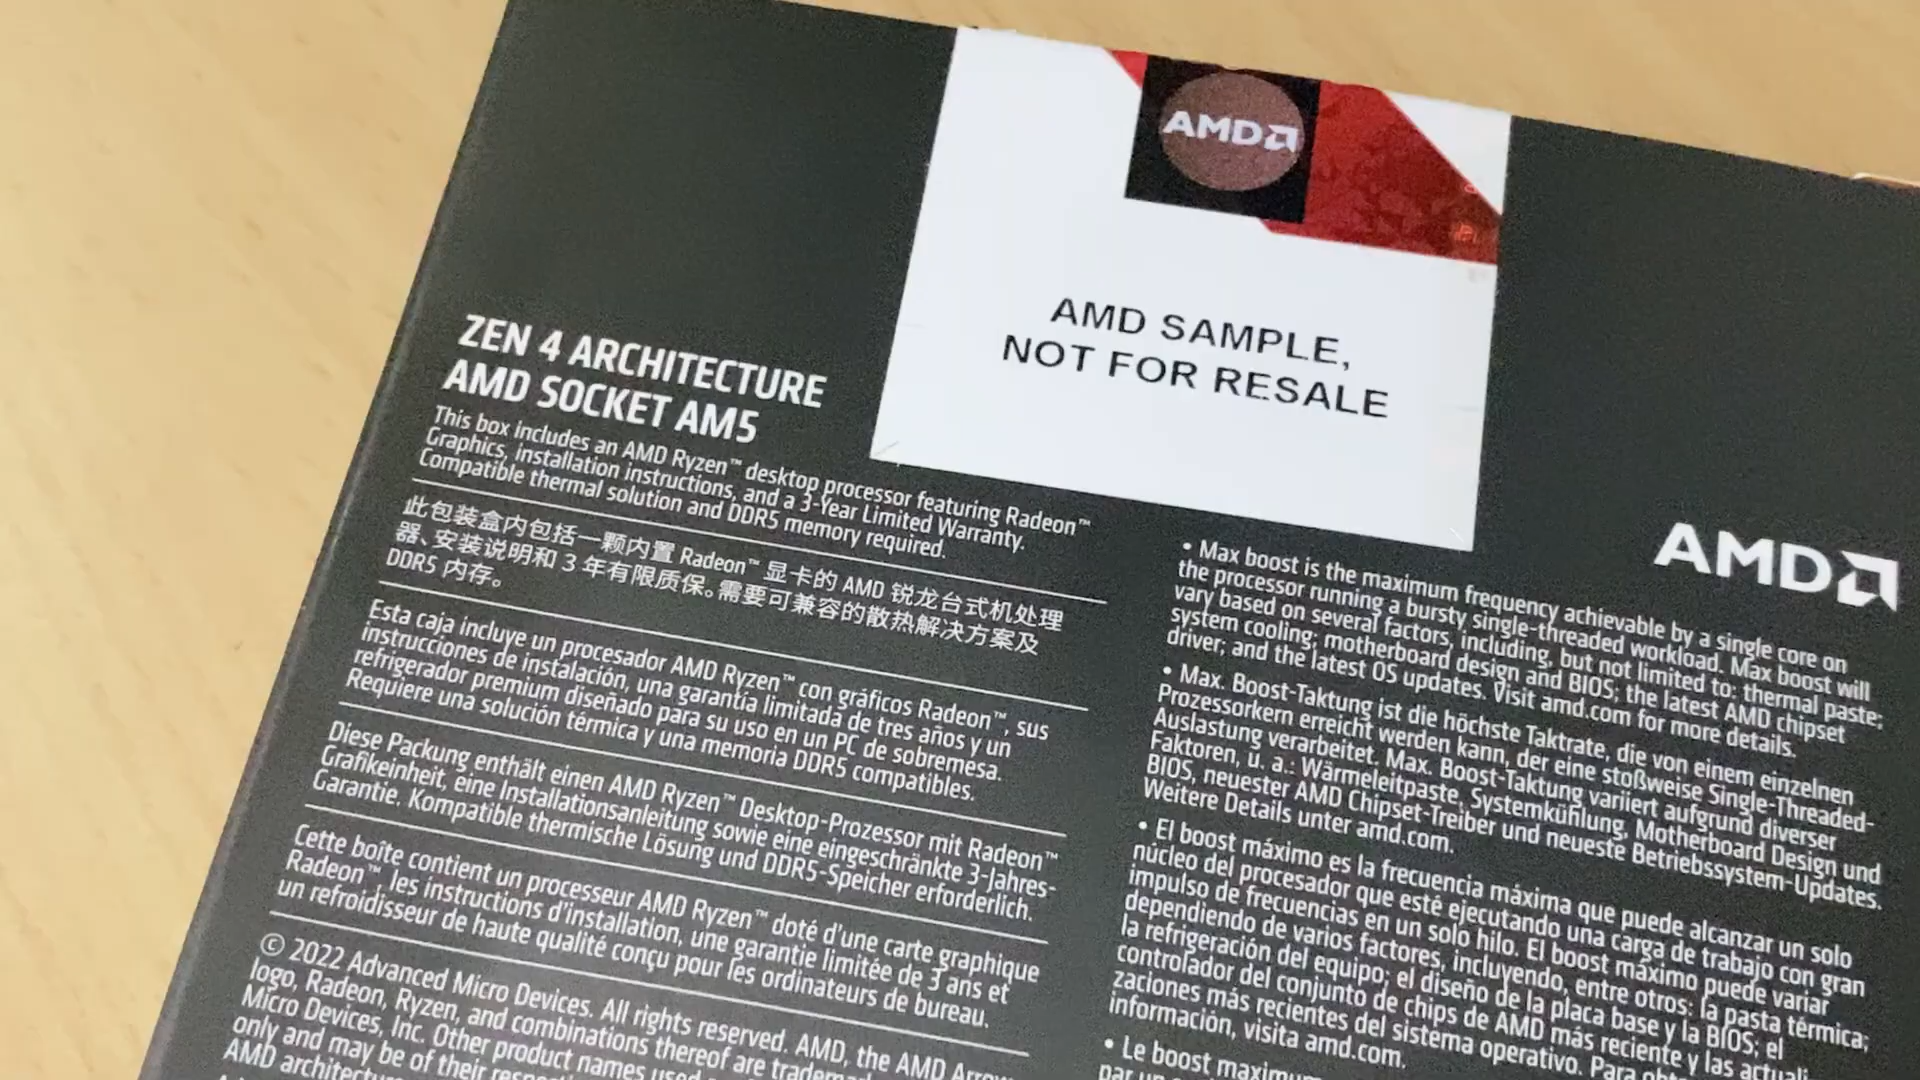 AMD
AMD SAMPLE,
NOT FOR RESALE
ZEN 4 ARCHITECTURE
AMD SOCKET AM5
This box includes an AMD Ryzen™ desktop processor featuring Radeon™
Graphics, installation instructions, and a 3-Year Limited Warranty.
Compatible thermal solution and DDR5 memory required.
此包装盒内包括一颗内置 Radeon™ 显卡的 AMD 锐龙台式机处理
器、安装说明和 3 年有限质保。需要可兼容的散热解决方案及
DDR5 内存。
Esta caja incluye un procesador AMD Ryzen™ con gráficos Radeon™, sus
instrucciones de instalación, una garantía limitada de tres años y un
refrigerador premium diseñado para su uso en un PC de sobremesa.
Requiere una solución térmica y una memoria DDR5 compatibles.
Diese Packung enthält einen AMD Ryzen™ Desktop-Prozessor mit Radeon™
Grafikeinheit, eine Installationsanleitung sowie eine eingeschränkte 3-Jahres-
Garantie. Kompatible thermische Lösung und DDR5-Speicher erforderlich.
Cette boîte contient un processeur AMD Ryzen™ doté d'une carte graphique
Radeon™, les instructions d'installation, une garantie limitée de 3 ans et
un refroidisseur de haute qualité conçu pour les ordinateurs de bureau.
© 2022 Advanced Micro Devices. All rights reserved. AMD, the AMD Arrow
logo, Radeon, Ryzen, and combinations thereof are trademar
Micro Devices, Inc. Other product names used
only and may be of their respect
AMD architectur
AMD
• Max boost is the maximum frequency achievable by a single core on
the processor running a bursty single-threaded workload. Max boost will
vary based on several factors, including, but not limited to: thermal paste;
system cooling; motherboard design and BIOS; the latest AMD chipset
driver; and the latest OS updates. Visit amd.com for more details.
• Max. Boost-Taktung ist die höchste Taktrate, die von einem einzelnen
Prozessorkern erreicht werden kann, der eine stoßweise Single-Threaded-
Auslastung verarbeitet. Max. Boost-Taktung variiert aufgrund diverser
Faktoren, u. a.: Wärmeleitpaste, Systemkühlung, Motherboard Design und
BIOS, neuester AMD Chipset-Treiber und neueste Betriebssystem-Updates.
Weitere Details unter amd.com.
• El boost máximo es la frecuencia máxima que puede alcanzar un solo
núcleo del procesador que esté ejecutando una carga de trabajo con gran
impulso de frecuencias en un solo hilo. El boost máximo puede variar
dependiendo de varios factores, incluyendo, entre otros: la pasta térmica;
la refrigeración del equipo; el diseño de la placa base y la BIOS; el
controlador del conjunto de chips de AMD más reciente y las actuali-
zaciones más recientes del sistema operativo. Para obte
información, visita amd.com.
• Le boost maximum
par un